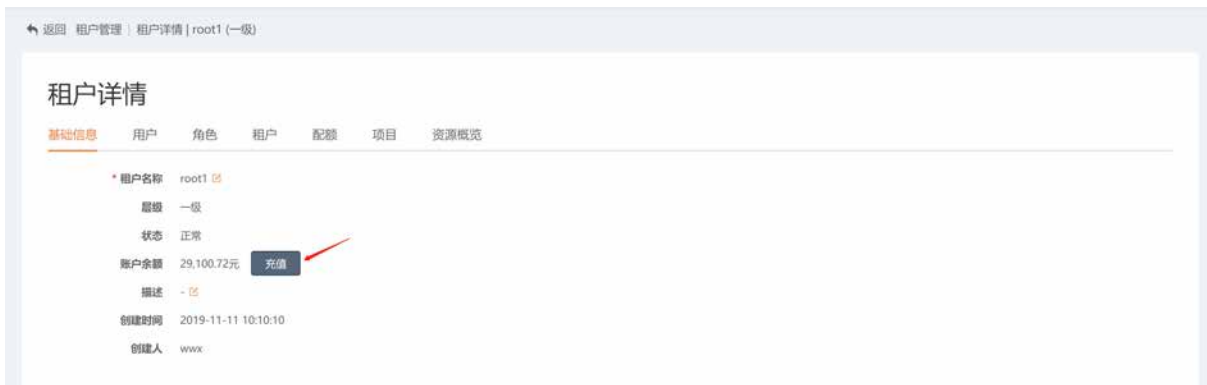 返回 租户管理 | 租户详情 | root1 (一级)
租户详情
基础信息 用户 角色 租户 配额 项目 资源概览
* 租户名称 root1
层级 一级
状态 正常
账户余额 29,100.72元 充值
描述 -
创建时间 2019-11-11 10:10:10
创建人 wwx